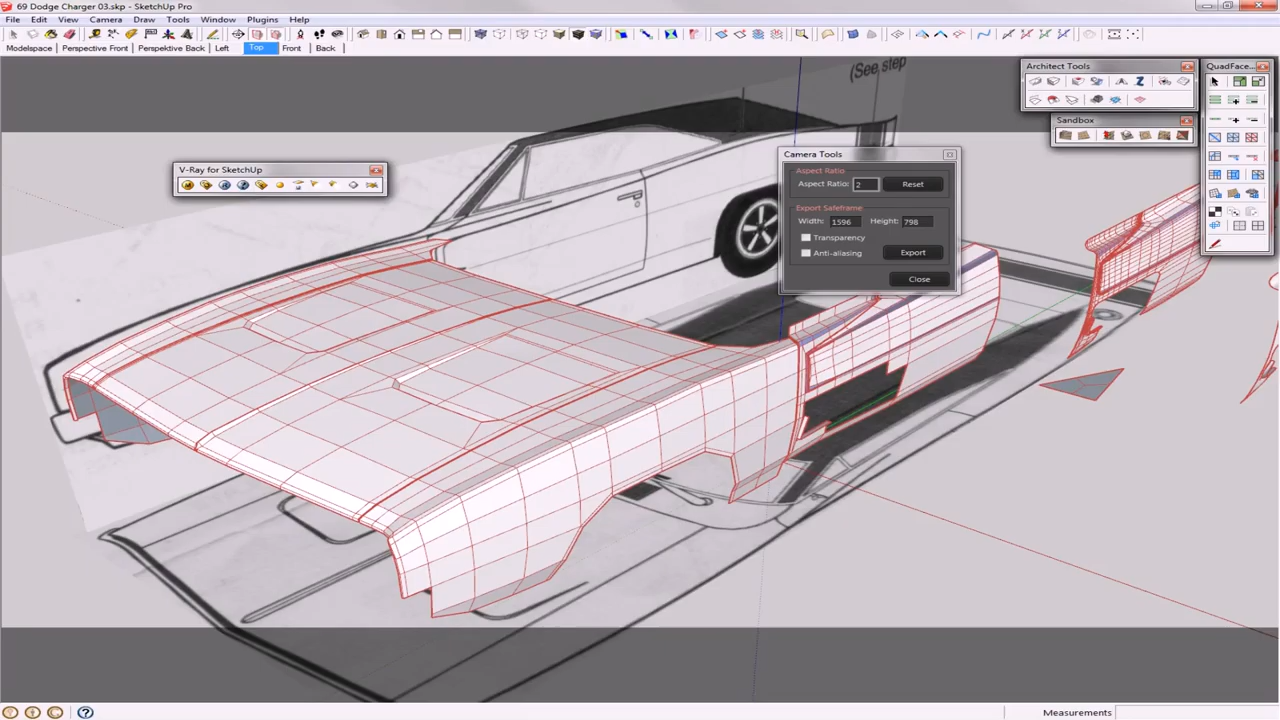 69 Dodge Charger 03.skp - SketchUp Pro
File Edit View Camera Draw Tools Window Plugins Help
Modelspace Perspective Front Perspektive Back Left Top Front Back
(See step
Architect Tools
QuadFace...
Sandbox
Camera Tools
Aspect Ratio
Aspect Ratio: 2 Reset
Export Safeframe
Width: 1596 Height: 798
Transparency
Anti-aliasing Export
Close
V-Ray for SketchUp
Measurements